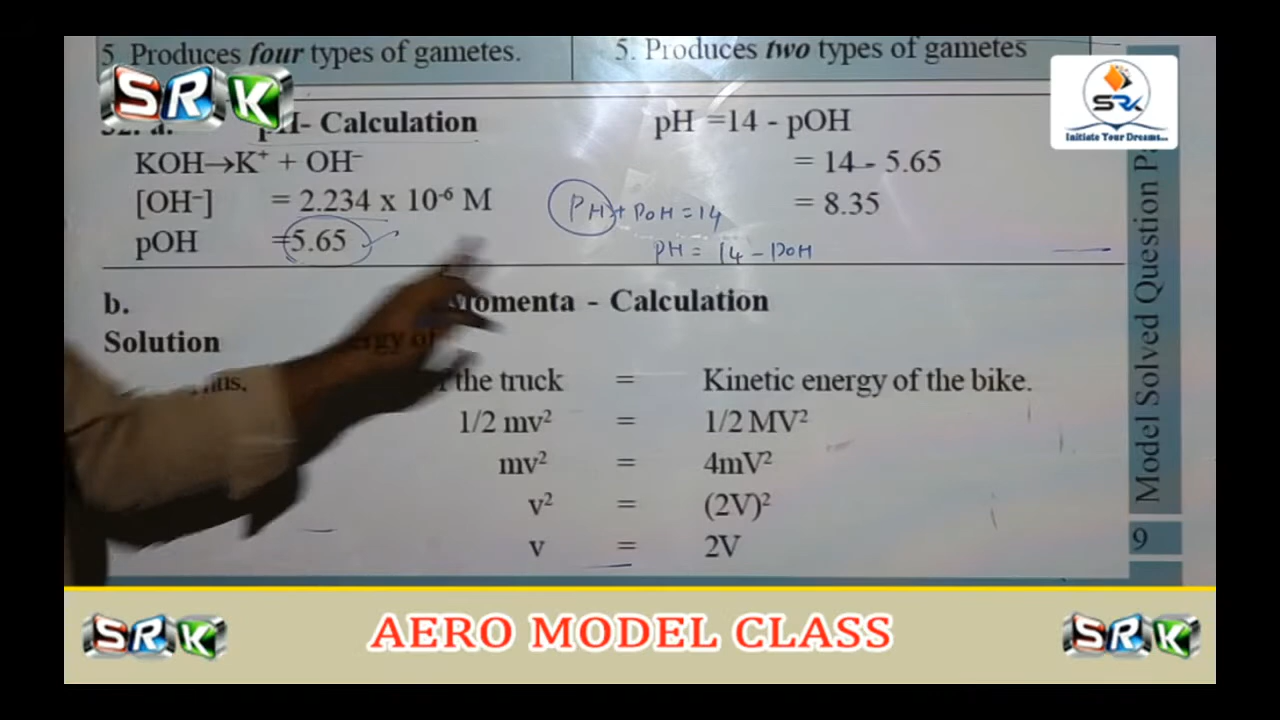 5. Produces four types of gametes.
5. Produces two types of gametes
SRK
SRK
Initiate Your Dreams...
32. a. pH- Calculation
KOH→K⁺ + OH⁻
[OH⁻] = 2.234 x 10⁻⁶ M
pOH =5.65
pH =14 - pOH
= 14 - 5.65
= 8.35
PH + POH = 14
PH = 14 - POH
b. Momenta - Calculation
Solution
the truck = Kinetic energy of the bike.
1/2 mv² = 1/2 MV²
mv² = 4mV²
v² = (2V)²
v = 2V
Model Solved Question
9
SRK
AERO MODEL CLASS
SRK